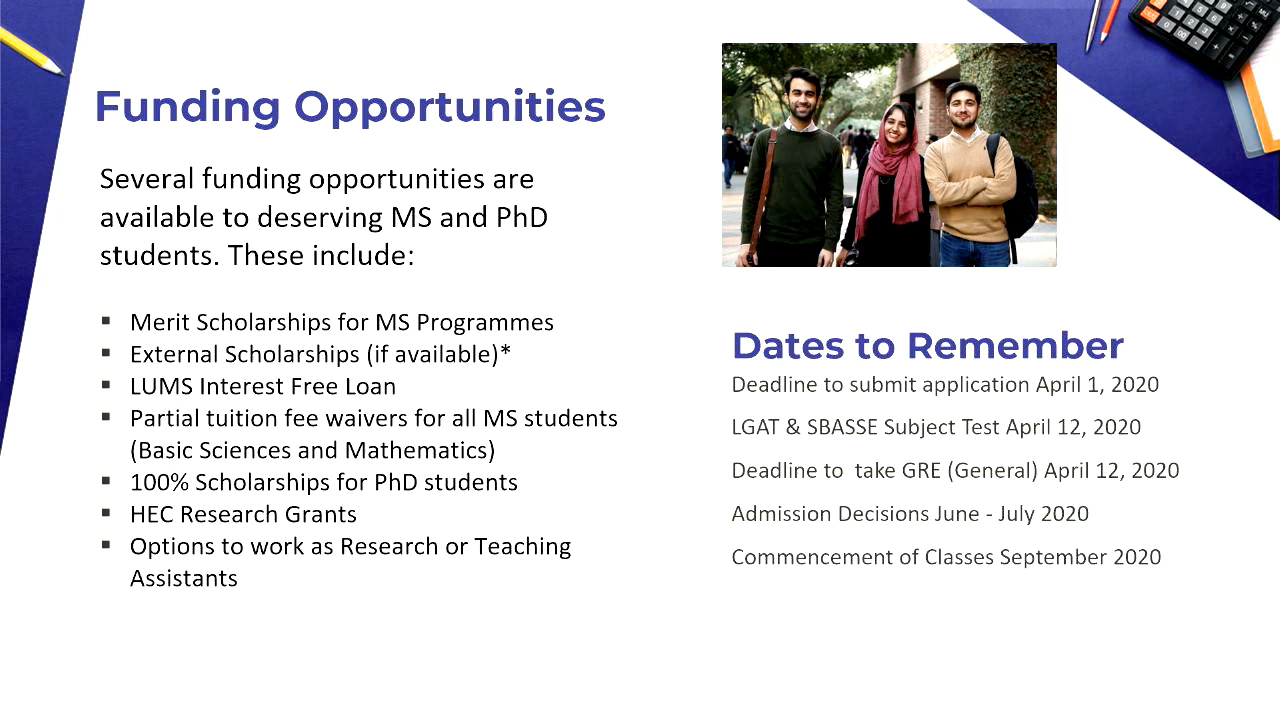 Funding Opportunities
Several funding opportunities are
available to deserving MS and PhD
students. These include:
▪ Merit Scholarships for MS Programmes
▪ External Scholarships (if available)*
▪ LUMS Interest Free Loan
▪ Partial tuition fee waivers for all MS students
(Basic Sciences and Mathematics)
▪ 100% Scholarships for PhD students
▪ HEC Research Grants
▪ Options to work as Research or Teaching
Assistants
Dates to Remember
Deadline to submit application April 1, 2020
LGAT & SBASSE Subject Test April 12, 2020
Deadline to  take GRE (General) April 12, 2020
Admission Decisions June - July 2020
Commencement of Classes September 2020